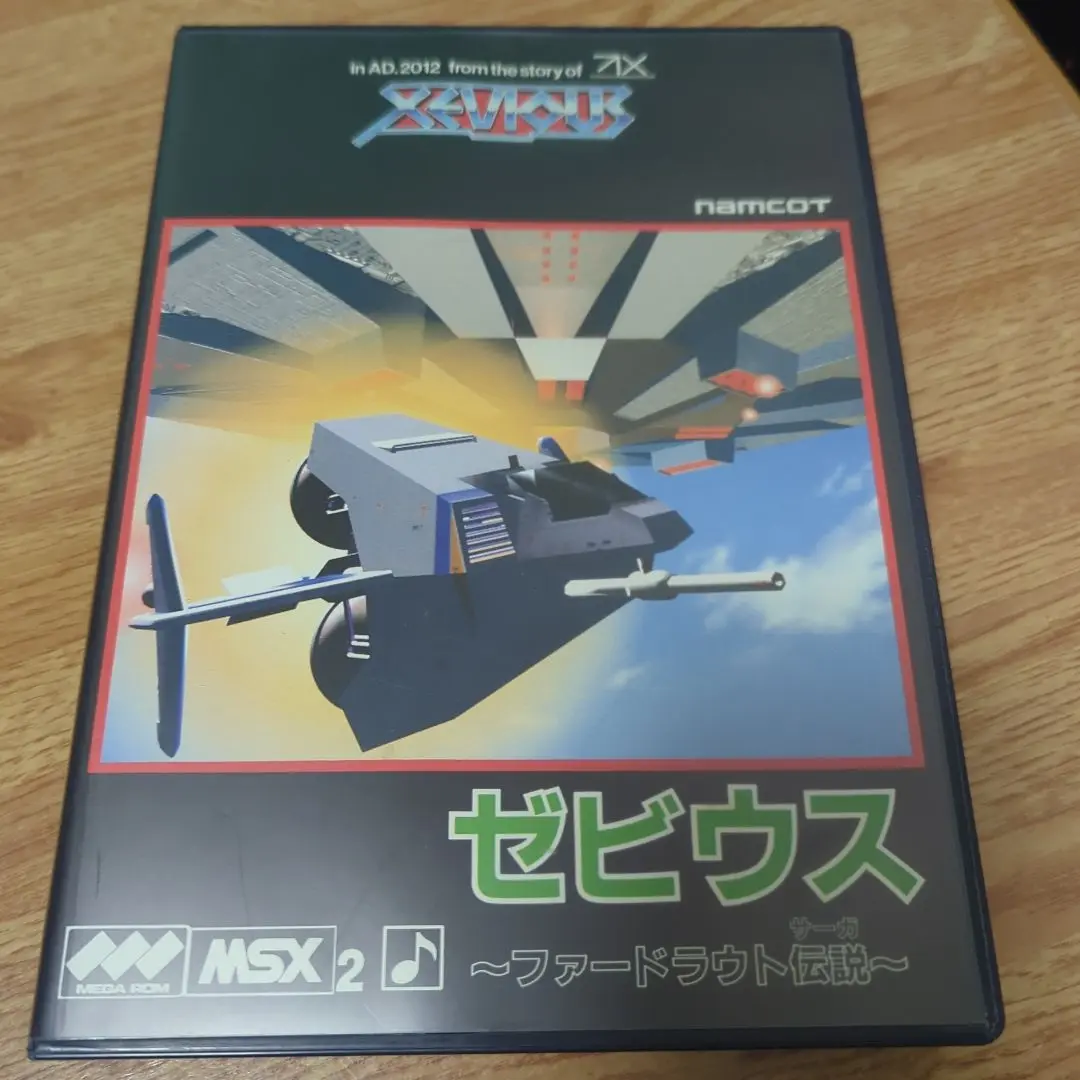 In AD.2012 from the story of
XEVIOUS
namcoT
ゼビウス
サーガ
～ファードラウト伝説～
MEGA ROM
MSX 2